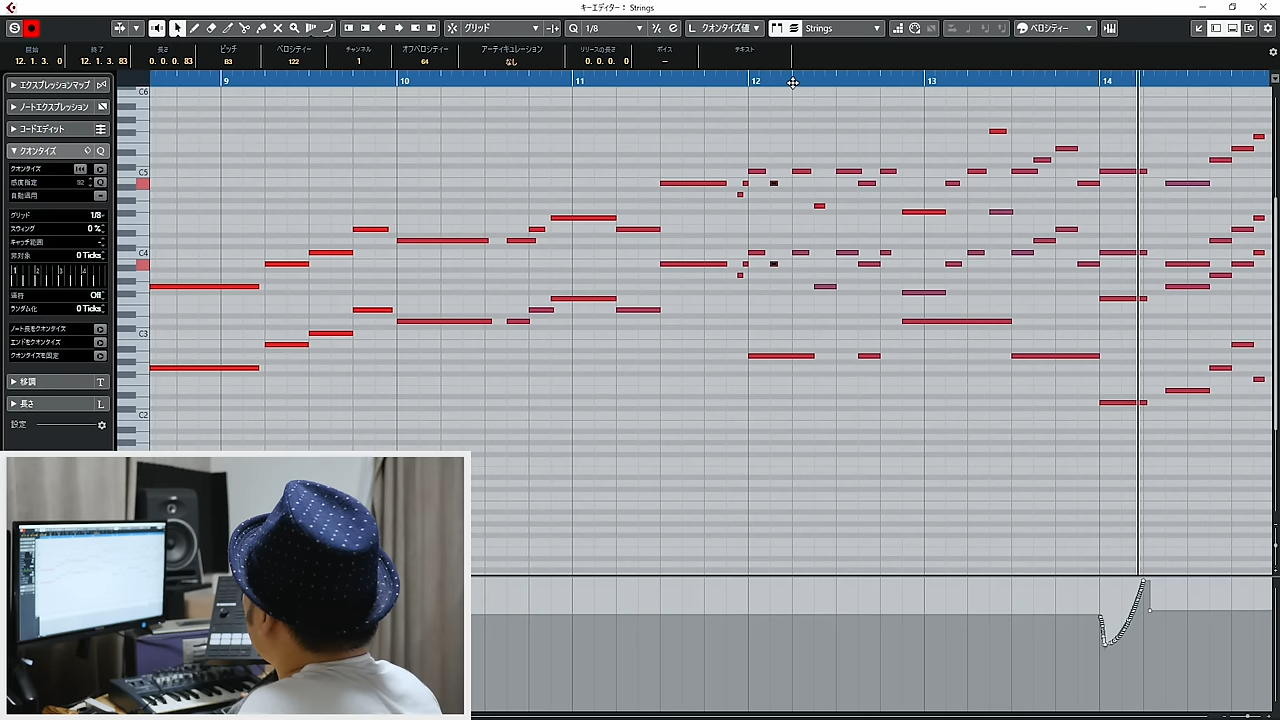 キーエディター： Strings
グリッド
Q 1/8
L クオンタイズ値
Strings
ベロシティー
開始 終了 長さ ピッチ ベロシティー チャンネル オフベロシティー アーティキュレーション リリースの長さ ボイス テキスト
12. 1. 3. 0 12. 1. 3. 83 0. 0. 0. 83 B3 122 1 64 なし 0. 0. 0. 0 –
9 10 11 12 13 14
エクスプレッションマップ
ノートエクスプレッション
コードエディット
クオンタイズ
クオンタイズ
感度指定 92
自動適用
グリッド 1/8
スウィング 0 %
キャッチ範囲 -
非対象 0 Ticks
1 2 3 4
連符 Off
ランダム化 0 Ticks
ノート長をクオンタイズ
エンドをクオンタイズ
クオンタイズを固定
移調 T
長さ L
設定
C6
C5
C4
C3
C2